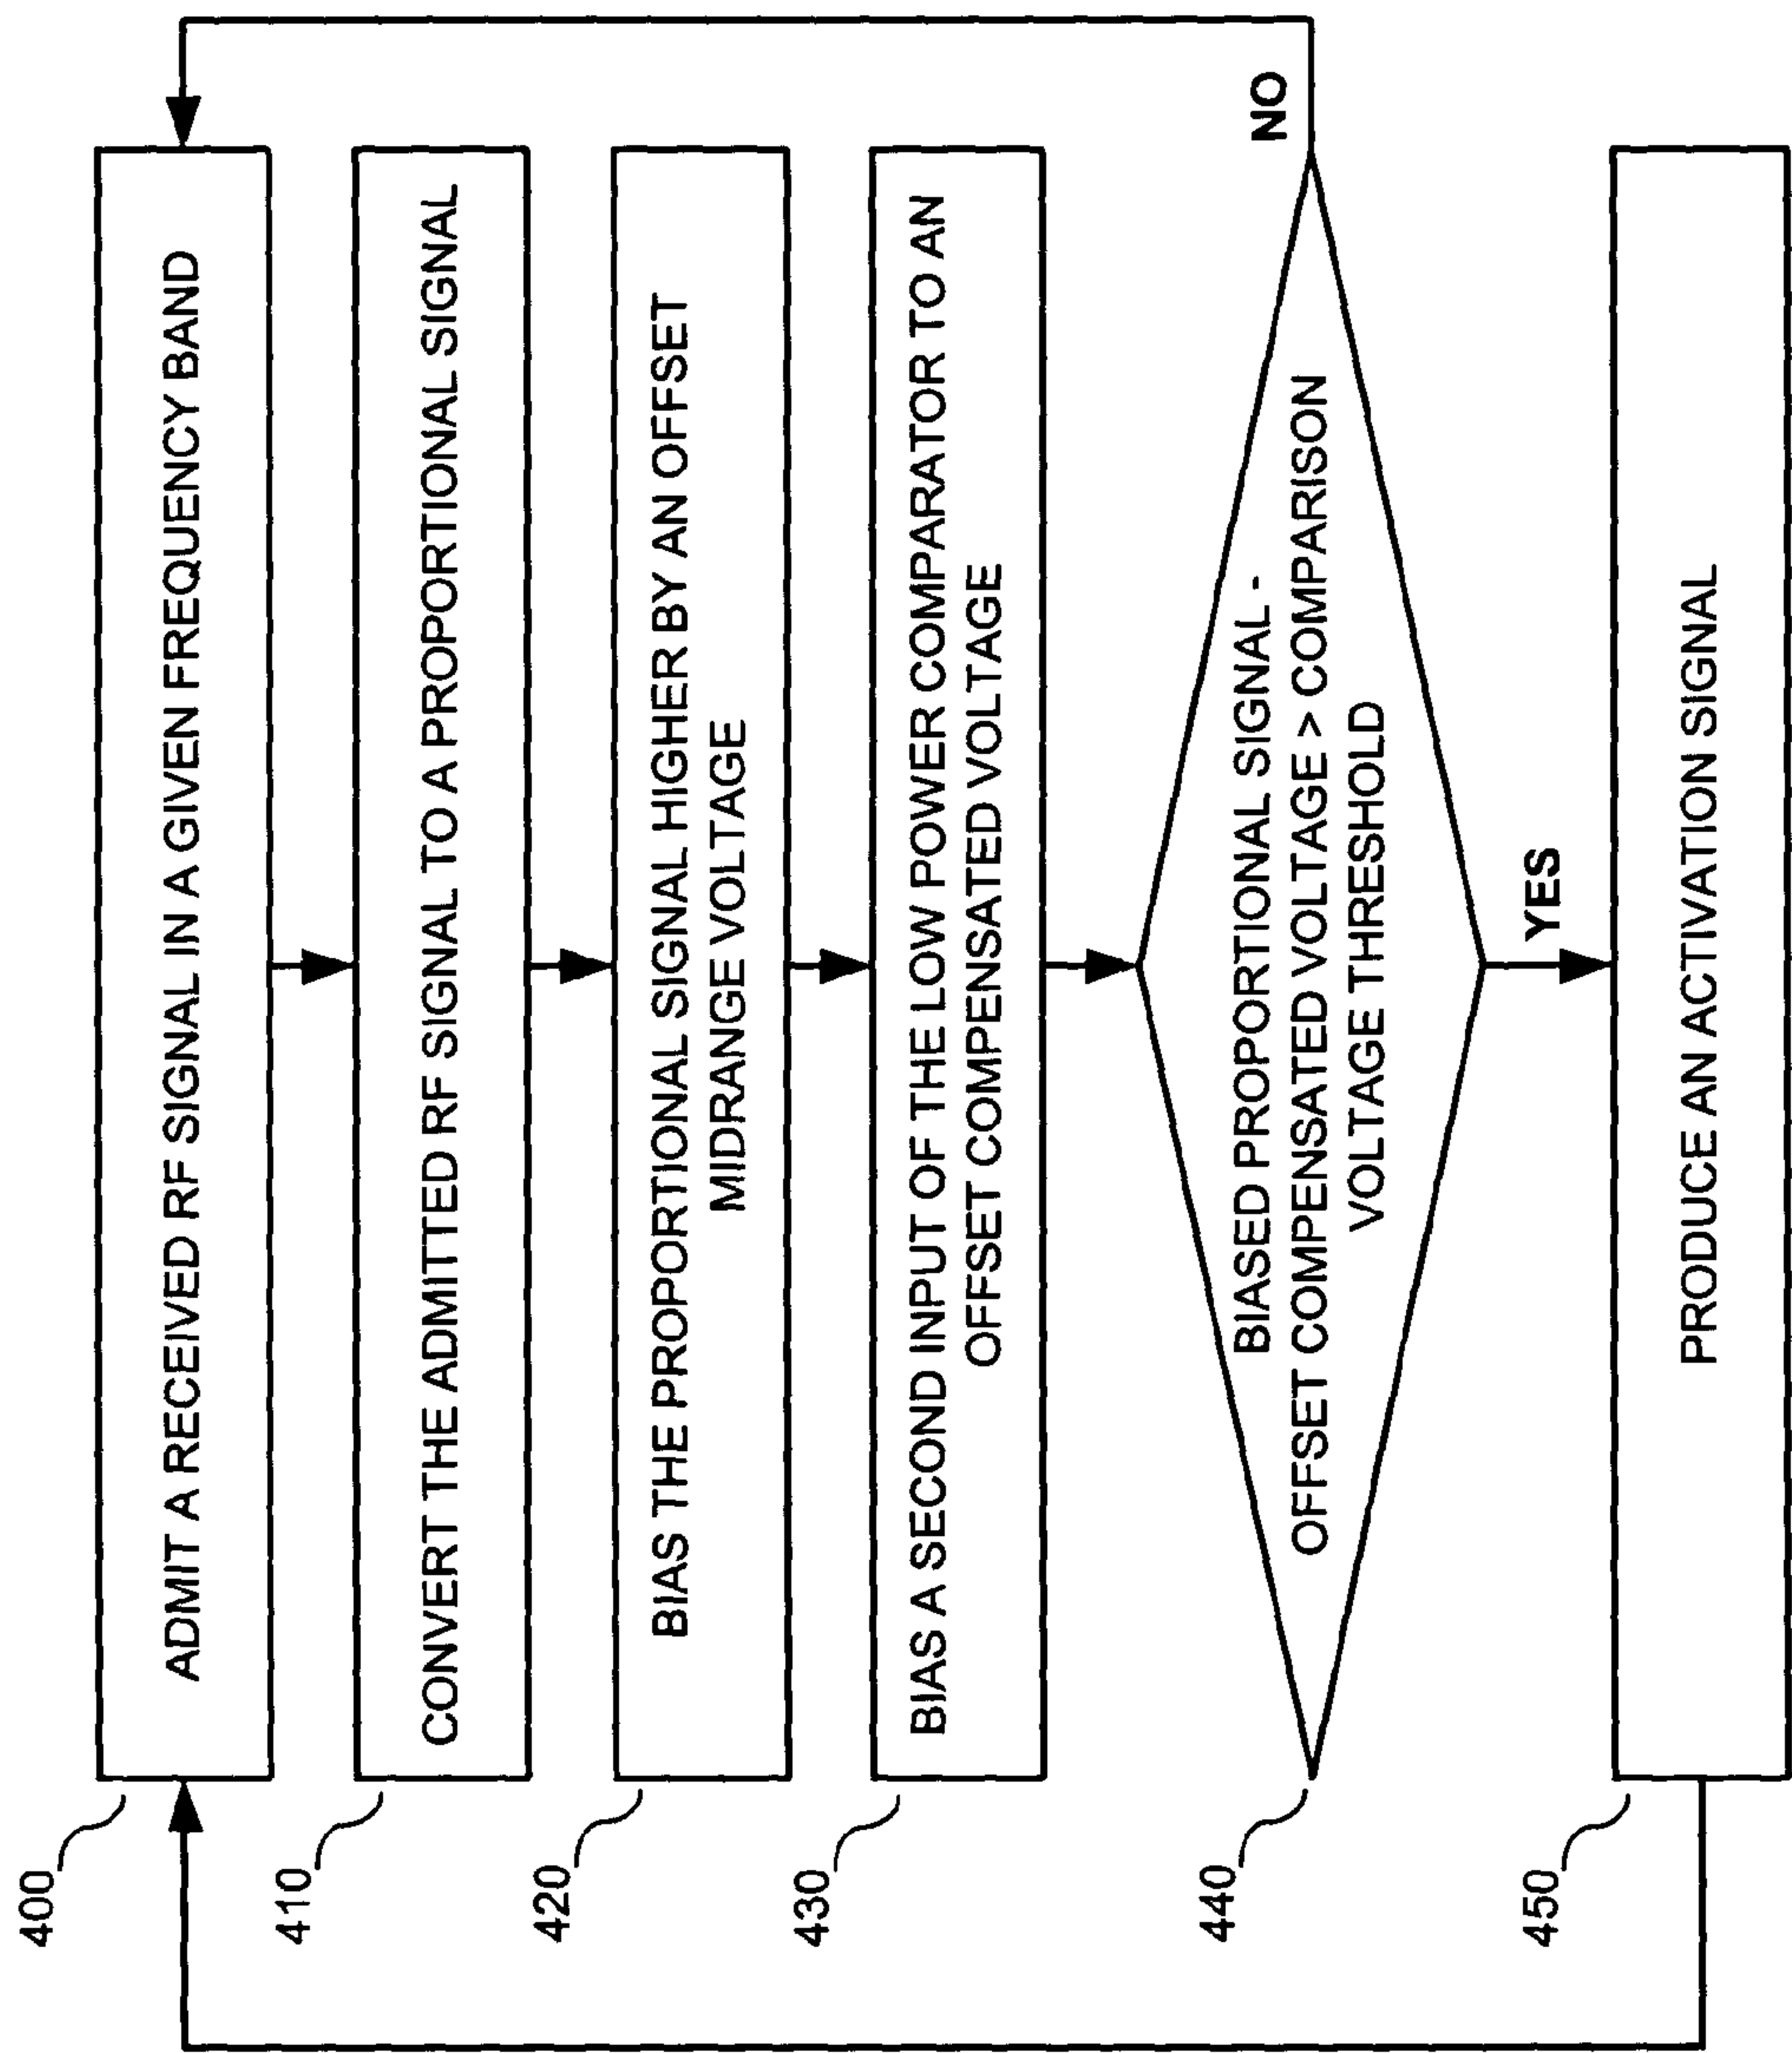 400
ADMIT A RECEIVED RF SIGNAL IN A GIVEN FREQUENCY BAND
410
CONVERT THE ADMITTED RF SIGNAL TO A PROPORTIONAL SIGNAL
420
BIAS THE PROPORTIONAL SIGNAL HIGHER BY AN OFFSET
MIDRANGE VOLTAGE
430
BIAS A SECOND INPUT OF THE LOW POWER COMPARATOR TO AN
OFFSET COMPENSATED VOLTAGE
440
BIASED PROPORTIONAL SIGNAL -
OFFSET COMPENSATED VOLTAGE > COMPARISON
VOLTAGE THRESHOLD
NO
YES
450
PRODUCE AN ACTIVATION SIGNAL